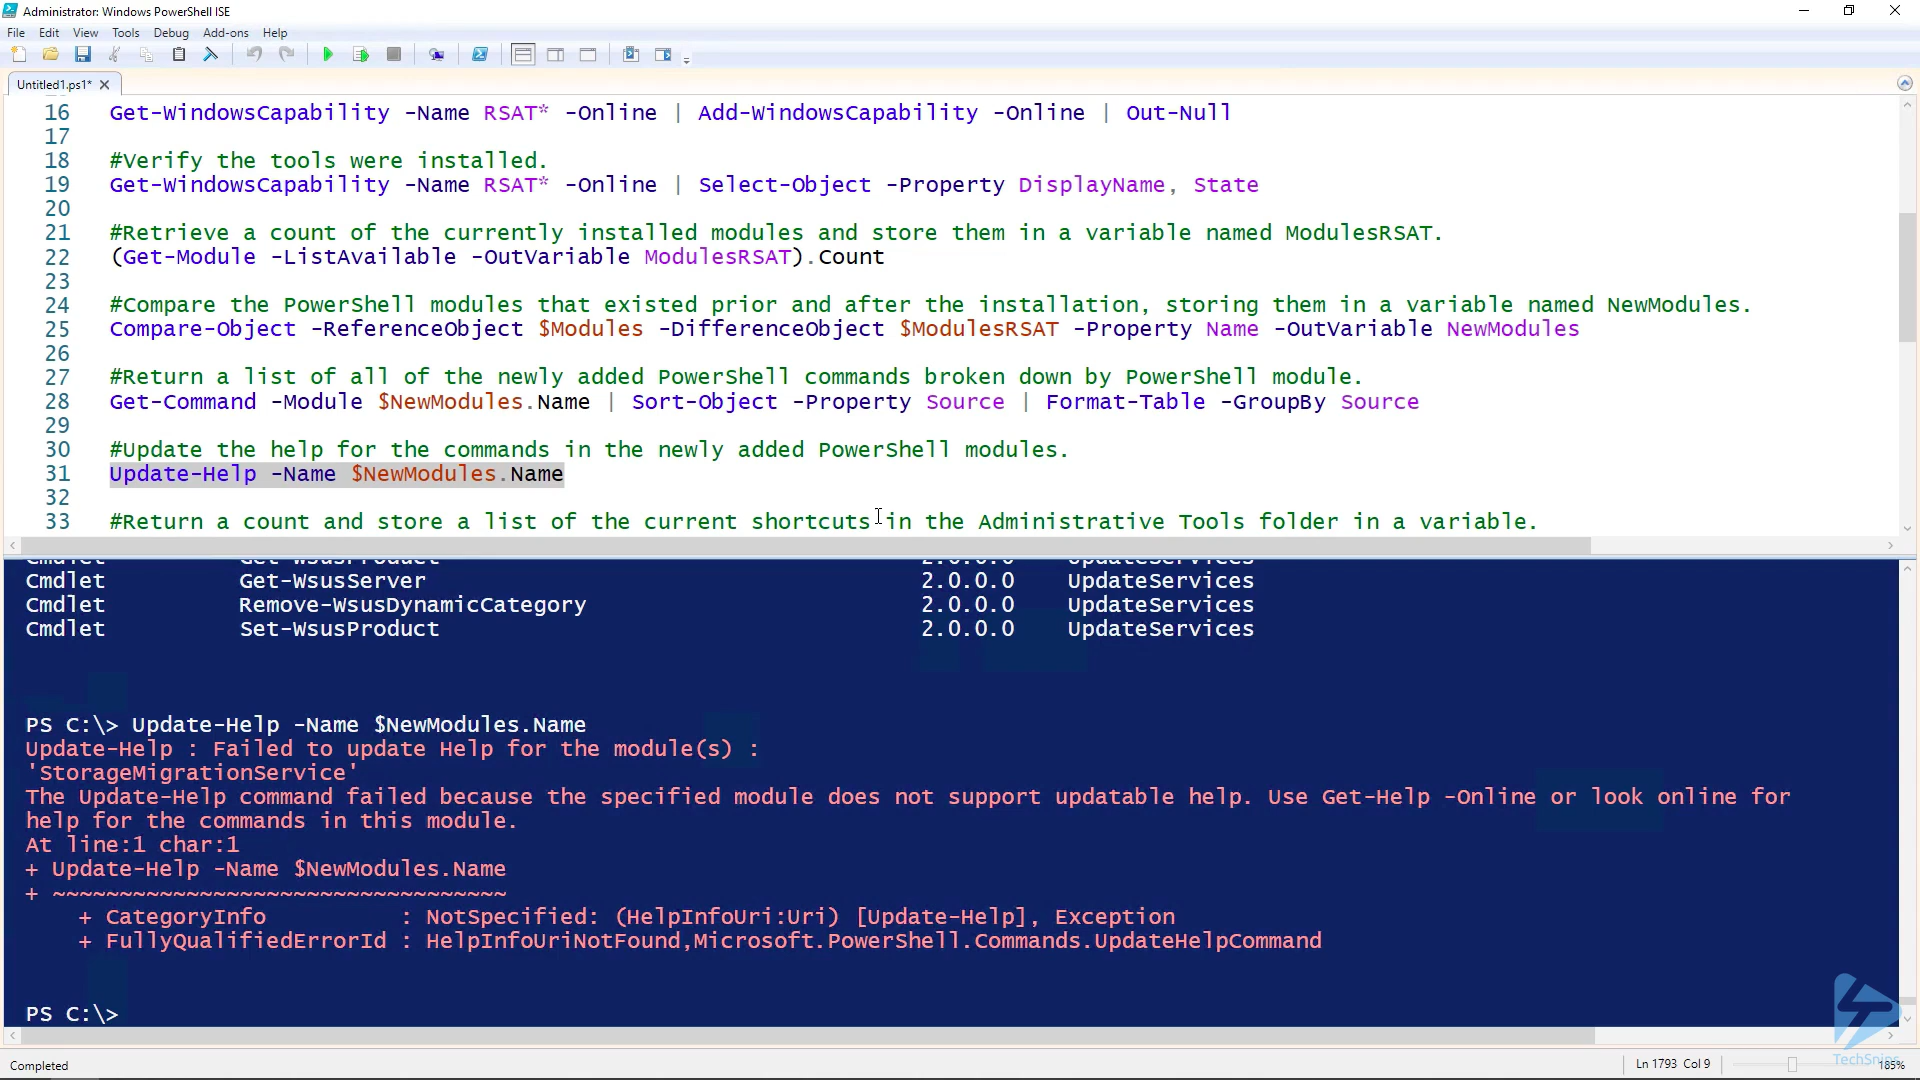 Administrator: Windows PowerShell ISE
File Edit View Tools Debug Add-ons Help
Untitled1.ps1*
16 Get-WindowsCapability -Name RSAT* -Online | Add-WindowsCapability -Online | Out-Null
17
18 #Verify the tools were installed.
19 Get-WindowsCapability -Name RSAT* -Online | Select-Object -Property DisplayName, State
20
21 #Retrieve a count of the currently installed modules and store them in a variable named ModulesRSAT.
22 (Get-Module -ListAvailable -OutVariable ModulesRSAT).Count
23
24 #Compare the PowerShell modules that existed prior and after the installation, storing them in a variable named NewModules.
25 Compare-Object -ReferenceObject $Modules -DifferenceObject $ModulesRSAT -Property Name -OutVariable NewModules
26
27 #Return a list of all of the newly added PowerShell commands broken down by PowerShell module.
28 Get-Command -Module $NewModules.Name | Sort-Object -Property Source | Format-Table -GroupBy Source
29
30 #Update the help for the commands in the newly added PowerShell modules.
31 Update-Help -Name $NewModules.Name
32
33 #Return a count and store a list of the current shortcuts in the Administrative Tools folder in a variable.
Cmdlet Get-WsusProduct 2.0.0.0 UpdateServices
Cmdlet Get-WsusServer 2.0.0.0 UpdateServices
Cmdlet Remove-WsusDynamicCategory 2.0.0.0 UpdateServices
Cmdlet Set-WsusProduct 2.0.0.0 UpdateServices
PS C:\> Update-Help -Name $NewModules.Name
Update-Help : Failed to update Help for the module(s) :
'StorageMigrationService'
The Update-Help command failed because the specified module does not support updatable help. Use Get-Help -Online or look online for
help for the commands in this module.
At line:1 char:1
+ Update-Help -Name $NewModules.Name
+ ~~~~~~~~~~~~~~~~~~~~~~~~~~~~~~~~~~
+ CategoryInfo : NotSpecified: (HelpInfoUri:Uri) [Update-Help], Exception
+ FullyQualifiedErrorId : HelpInfoUriNotFound,Microsoft.PowerShell.Commands.UpdateHelpCommand
PS C:\>
Completed Ln 1793 Col 9 185%
TechSnips